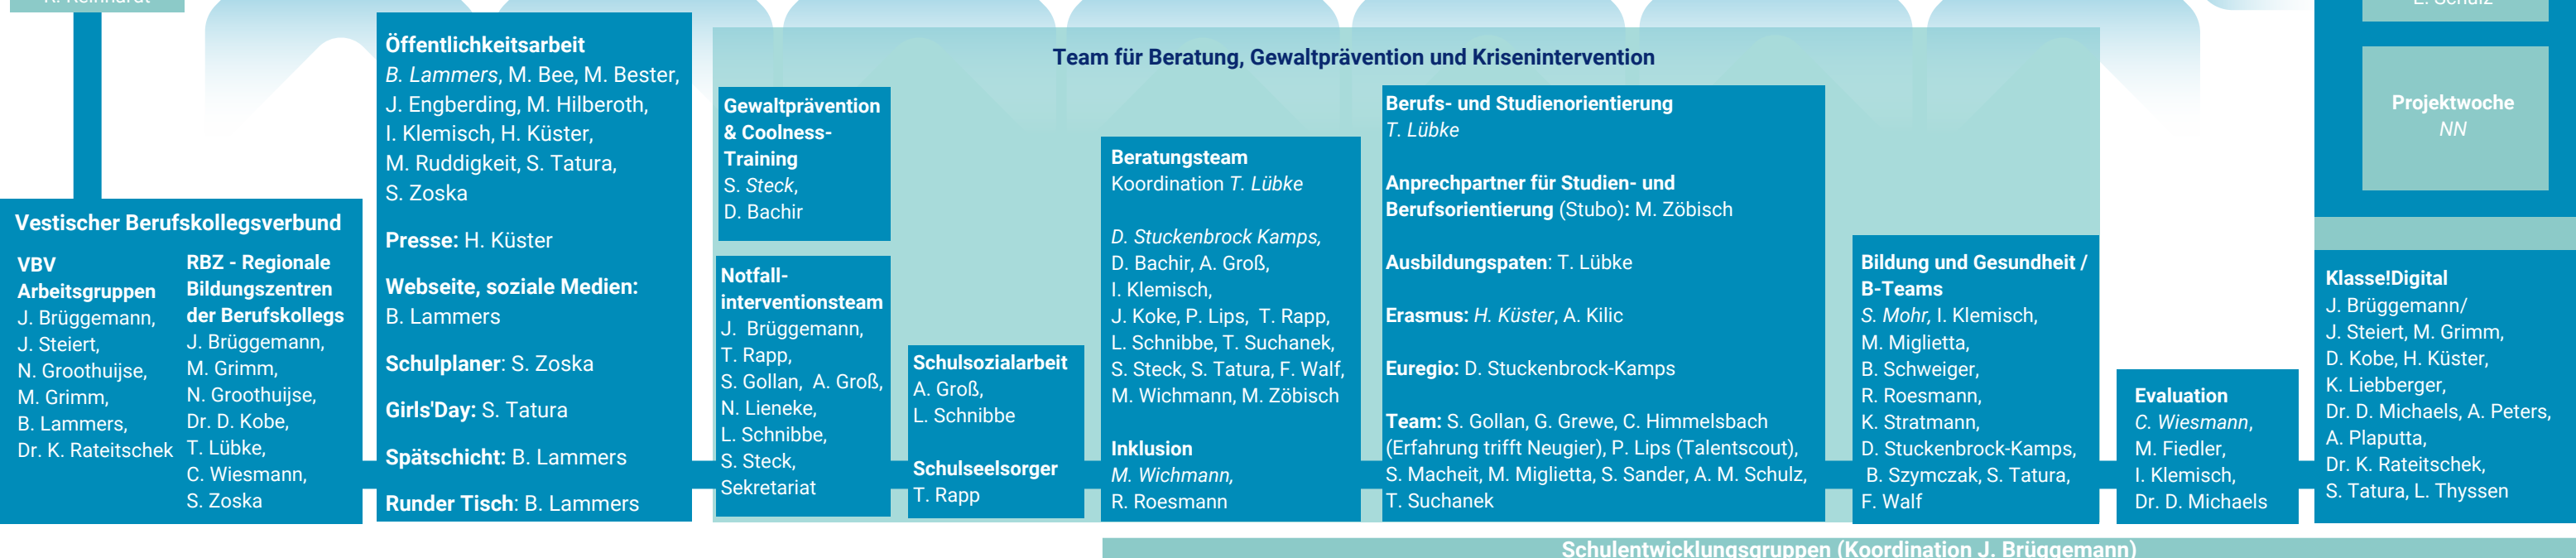 Vestischer Berufskollegsverbund
VBV
Arbeitsgruppen
J. Brüggemann,
J. Steiert,
N. Groothuijse,
M. Grimm,
B. Lammers,
Dr. K. Rateitschek
RBZ - Regionale
Bildungszentren
der Berufskollegs
J. Brüggemann,
M. Grimm,
N. Groothuijse,
Dr. D. Kobe,
T. Lübke,
C. Wiesmann,
S. Zoska
Öffentlichkeitsarbeit
B. Lammers, M. Bee, M. Bester,
J. Engberding, M. Hilberoth,
I. Klemisch, H. Küster,
M. Ruddigkeit, S. Tatura,
S. Zoska
Presse: H. Küster
Webseite, soziale Medien:
B. Lammers
Schulplaner: S. Zoska
Girls'Day: S. Tatura
Spätschicht: B. Lammers
Runder Tisch: B. Lammers
Team für Beratung, Gewaltprävention und Krisenintervention
Gewaltprävention
& Coolness-
Training
S. Steck,
D. Bachir
Notfall-
interventionsteam
J. Brüggemann,
T. Rapp,
S. Gollan, A. Groß,
N. Lieneke,
L. Schnibbe,
S. Steck,
Sekretariat
Schulsozialarbeit
A. Groß,
L. Schnibbe
Schulseelsorger
T. Rapp
Beratungsteam
Koordination T. Lübke
D. Stuckenbrock Kamps,
D. Bachir, A. Groß,
I. Klemisch,
J. Koke, P. Lips, T. Rapp,
L. Schnibbe, T. Suchanek,
S. Steck, S. Tatura, F. Walf,
M. Wichmann, M. Zöbisch
Inklusion
M. Wichmann,
R. Roesmann
Berufs- und Studienorientierung
T. Lübke
Anprechpartner für Studien- und
Berufsorientierung (Stubo): M. Zöbisch
Ausbildungspaten: T. Lübke
Erasmus: H. Küster, A. Kilic
Euregio: D. Stuckenbrock-Kamps
Team: S. Gollan, G. Grewe, C. Himmelsbach
(Erfahrung trifft Neugier), P. Lips (Talentscout),
S. Macheit, M. Miglietta, S. Sander, A. M. Schulz,
T. Suchanek
Bildung und Gesundheit /
B-Teams
S. Mohr, I. Klemisch,
M. Miglietta,
B. Schweiger,
R. Roesmann,
K. Stratmann,
D. Stuckenbrock-Kamps,
B. Szymczak, S. Tatura,
F. Walf
Evaluation
C. Wiesmann,
M. Fiedler,
I. Klemisch,
Dr. D. Michaels
Projektwoche
NN
Klasse!Digital
J. Brüggemann/
J. Steiert, M. Grimm,
D. Kobe, H. Küster,
K. Liebberger,
Dr. D. Michaels, A. Peters,
A. Plaputta,
Dr. K. Rateitschek,
S. Tatura, L. Thyssen
Schulentwicklungsgruppen (Koordination J. Brüggemann)